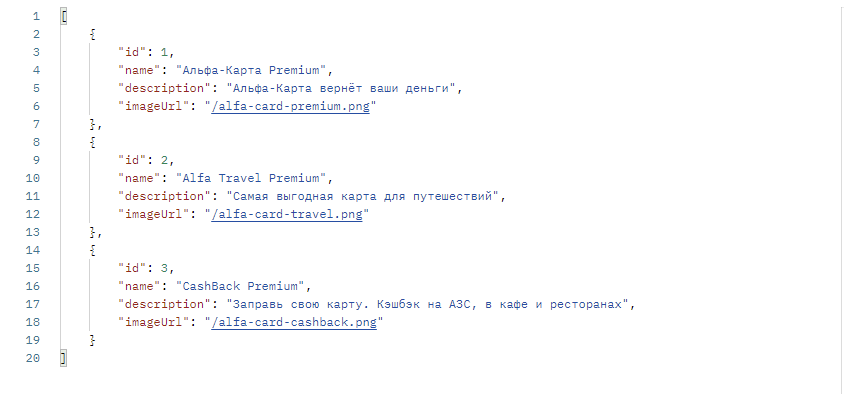 1 [
2 {
3 "id": 1,
4 "name": "Альфа-Карта Premium",
5 "description": "Альфа-Карта вернёт ваши деньги",
6 "imageUrl": "/alfa-card-premium.png"
7 },
8 {
9 "id": 2,
10 "name": "Alfa Travel Premium",
11 "description": "Самая выгодная карта для путешествий",
12 "imageUrl": "/alfa-card-travel.png"
13 },
14 {
15 "id": 3,
16 "name": "CashBack Premium",
17 "description": "Заправь свою карту. Кэшбэк на АЗС, в кафе и ресторанах",
18 "imageUrl": "/alfa-card-cashback.png"
19 }
20 ]